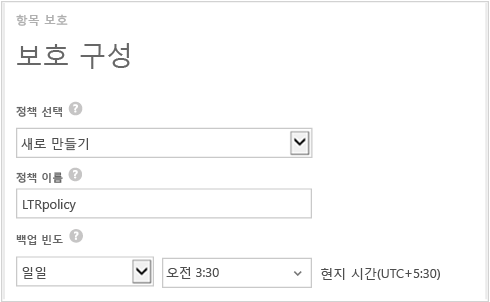 항목 보호
보호 구성
정책 선택 ?
새로 만들기
정책 이름 ?
LTRpolicy
백업 빈도 ?
일일 오전 3:30 현지 시간(UTC+5:30)